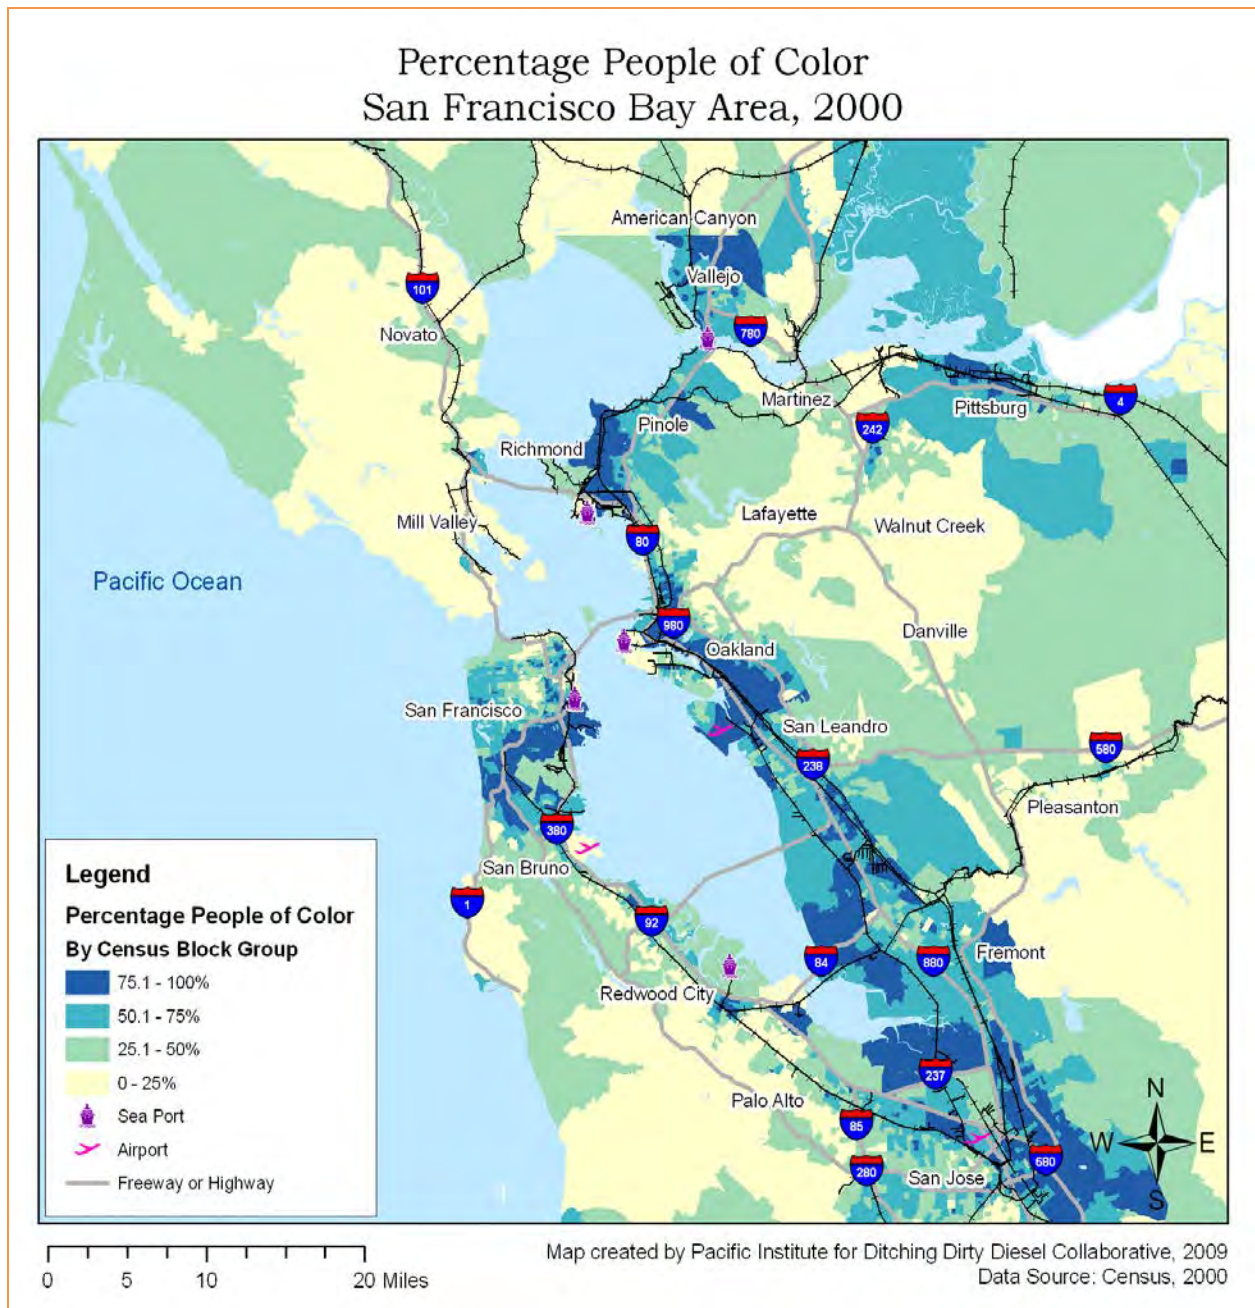 Percentage People of Color
San Francisco Bay Area, 2000
American Canyon
Vallejo
101
780
Novato
Martinez
Pittsburg
4
242
Pinole
Richmond
Lafayette
Walnut Creek
Mill Valley
80
Pacific Ocean
980
Danville
Oakland
San Francisco
San Leandro
580
238
Pleasanton
380
San Bruno
1
92
84
880
Fremont
Redwood City
237
Palo Alto
85
280
San Jose
680
N
W
E
S
Legend
Percentage People of Color
By Census Block Group
75.1 - 100%
50.1 - 75%
25.1 - 50%
0 - 25%
Sea Port
Airport
Freeway or Highway
0 5 10 20 Miles
Map created by Pacific Institute for Ditching Dirty Diesel Collaborative, 2009
Data Source: Census, 2000